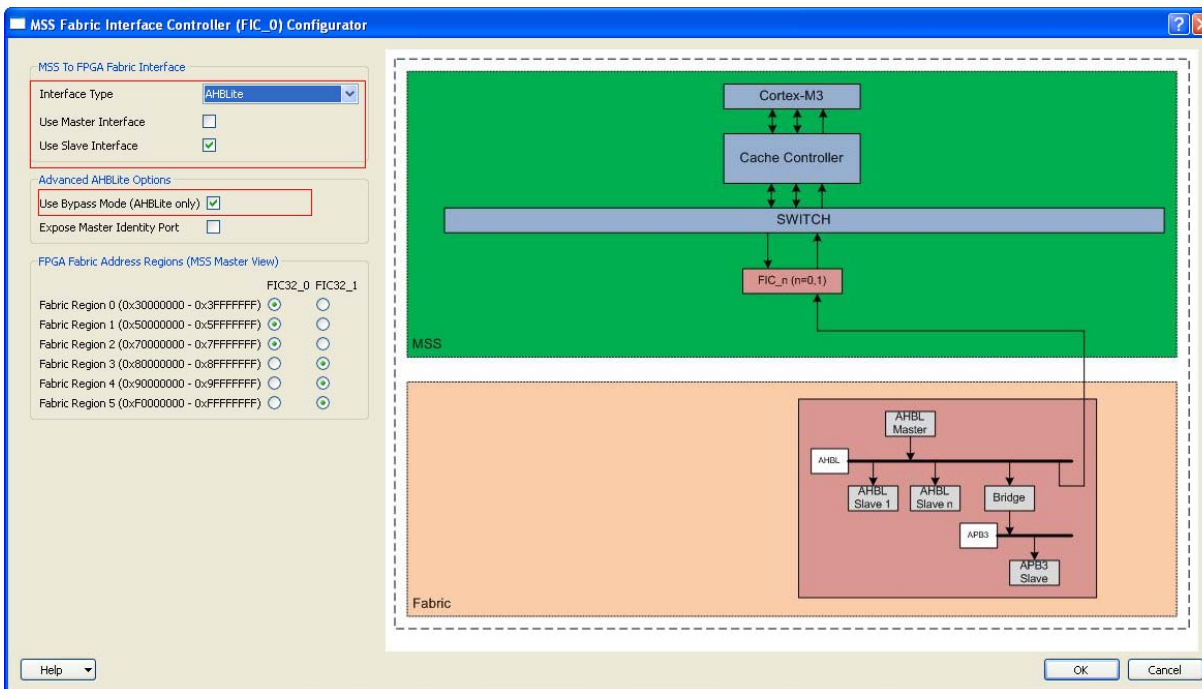 MSS Fabric Interface Controller (FIC_0) Configurator
MSS To FPGA Fabric Interface
Interface Type AHBLite
Use Master Interface
Use Slave Interface
Advanced AHBLite Options
Use Bypass Mode (AHBLite only)
Expose Master Identity Port
FPGA Fabric Address Regions (MSS Master View)
FIC32_0 FIC32_1
Fabric Region 0 (0x30000000 - 0x3FFFFFFF)
Fabric Region 1 (0x50000000 - 0x5FFFFFFF)
Fabric Region 2 (0x70000000 - 0x7FFFFFFF)
Fabric Region 3 (0x80000000 - 0x8FFFFFFF)
Fabric Region 4 (0x90000000 - 0x9FFFFFFF)
Fabric Region 5 (0xF0000000 - 0xFFFFFFFF)
Cortex-M3
Cache Controller
SWITCH
FIC_n (n=0,1)
MSS
AHBL
Master
AHBL
AHBL
Slave 1
AHBL
Slave n
Bridge
APB3
APB3
Slave
Fabric
Help
OK
Cancel